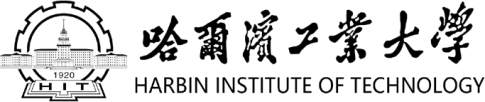 1920
HIT
哈爾濱工業大學
HARBIN INSTITUTE OF TECHNOLOGY